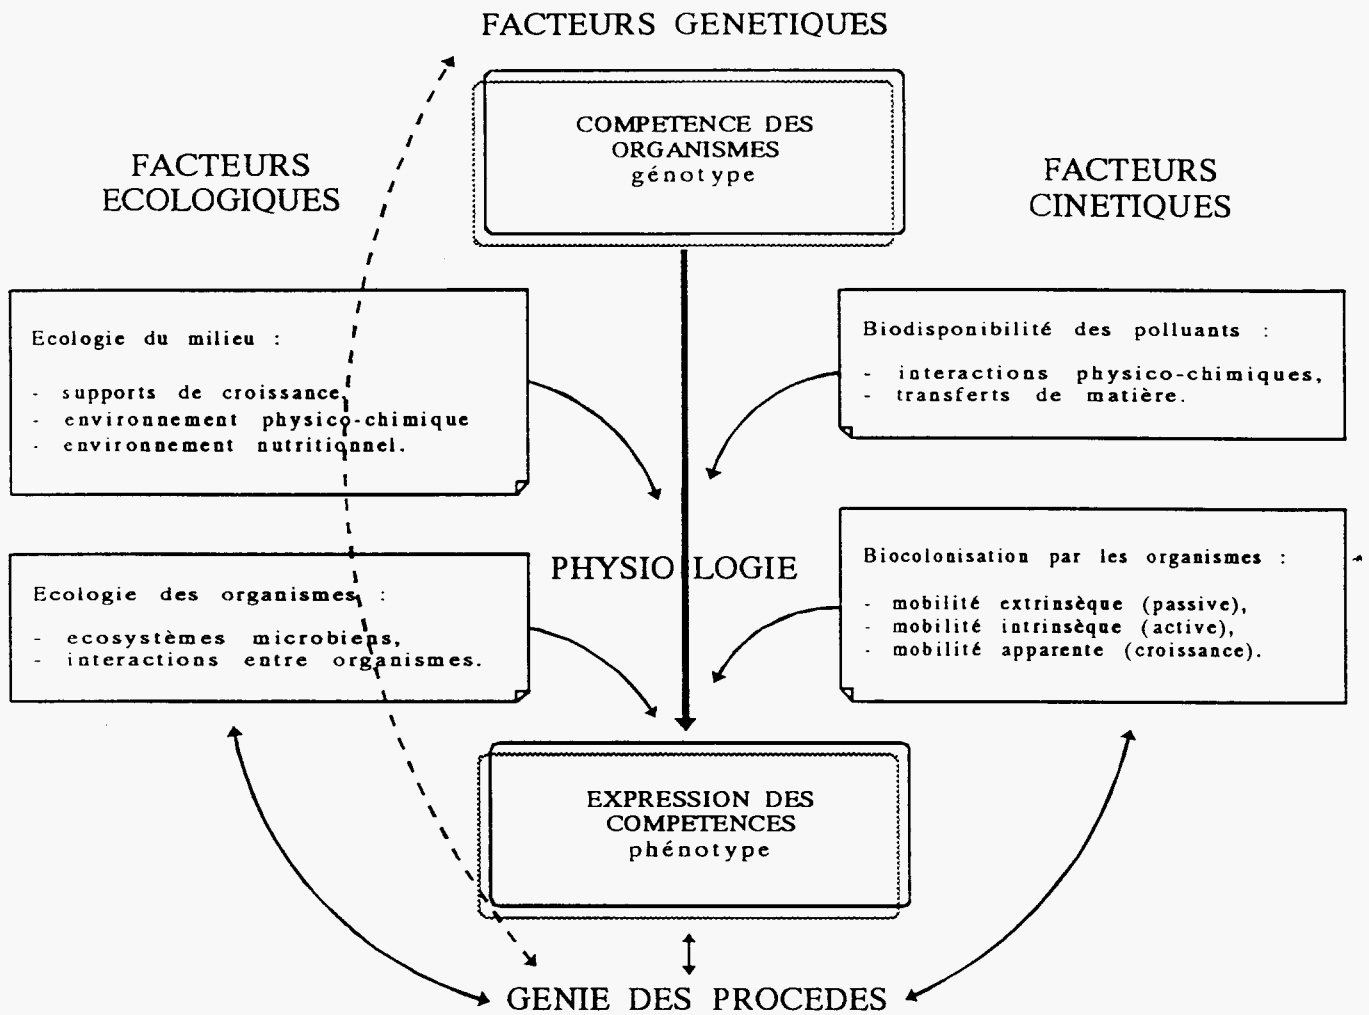 FACTEURS GENETIQUES
COMPETENCE DES
ORGANISMES
génotype
FACTEURS
ECOLOGIQUES
FACTEURS
CINETIQUES
Ecologie du milieu :
- supports de croissance,
- environnement physico-chimique
- environnement nutritionnel.
Biodisponibilité des polluants :
- interactions physico-chimiques,
- transferts de matière.
PHYSIOLOGIE
Ecologie des organismes :
- ecosystèmes microbiens,
- interactions entre organismes.
Biocolonisation par les organismes :
- mobilité extrinsèque (passive),
- mobilité intrinsèque (active),
- mobilité apparente (croissance).
EXPRESSION DES
COMPETENCES
phénotype
GENIE DES PROCEDES